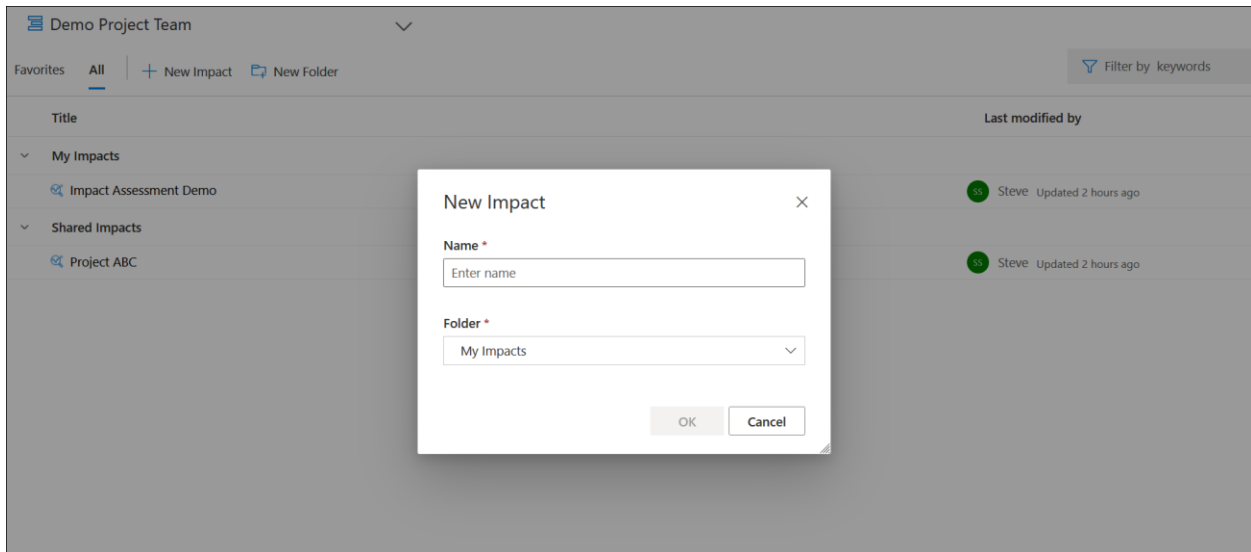 Demo Project Team
Favorites All New Impact New Folder Filter by keywords
Title Last modified by
My Impacts
Impact Assessment Demo SS Steve Updated 2 hours ago
Shared Impacts
Project ABC SS Steve Updated 2 hours ago
New Impact
Name *
Enter name
Folder *
My Impacts
OK Cancel